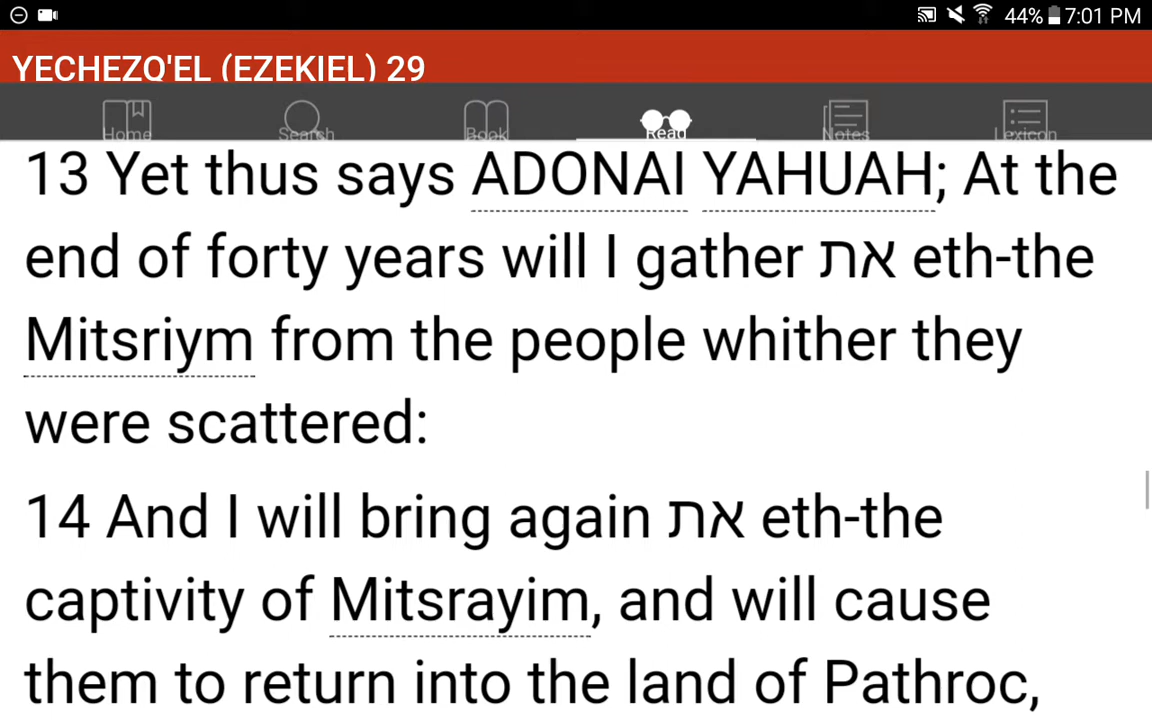 44% 7:01 PM
YECHEZQ'EL (EZEKIEL) 29
Home Search Book Read Notes Lexicon
13 Yet thus says ADONAI YAHUAH; At the
end of forty years will I gather את eth-the
Mitsriym from the people whither they
were scattered:
14 And I will bring again את eth-the
captivity of Mitsrayim, and will cause
them to return into the land of Pathroc,